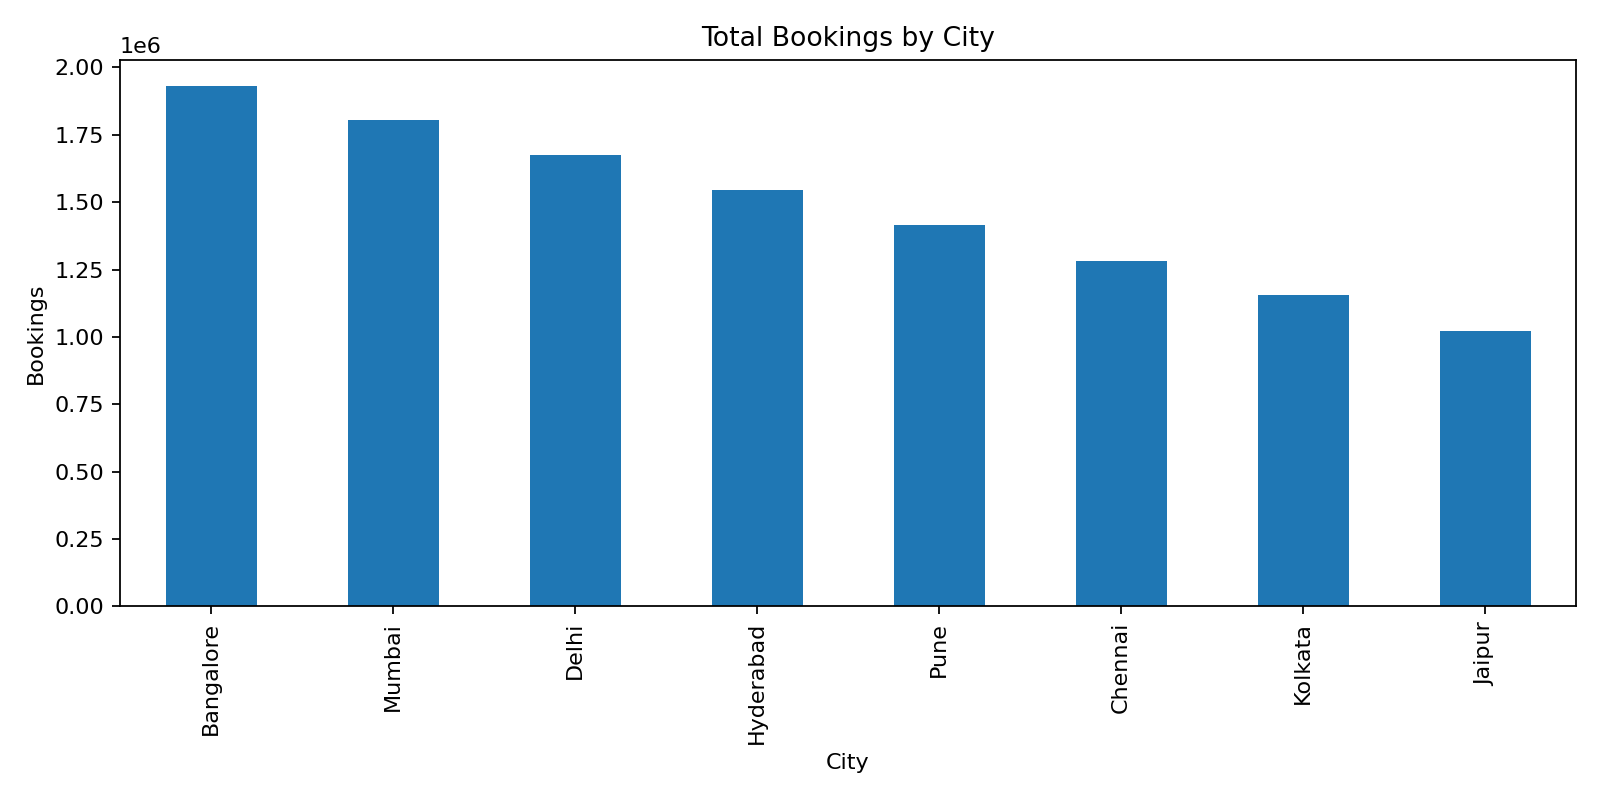 Total Bookings by City
1e6
2.00
1.75
1.50
1.25
1.00
0.75
0.50
0.25
0.00
Bookings
Bangalore
Mumbai
Delhi
Hyderabad
Pune
Chennai
Kolkata
Jaipur
City